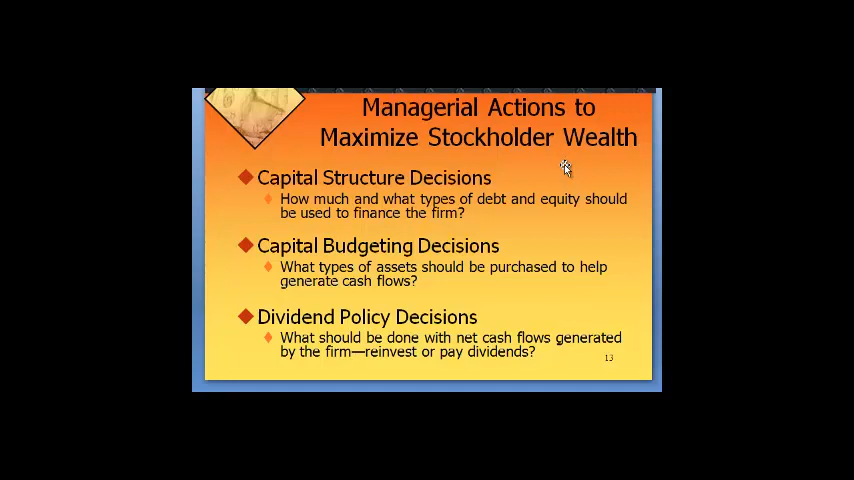 Managerial Actions to
Maximize Stockholder Wealth
Capital Structure Decisions
How much and what types of debt and equity should
be used to finance the firm?
Capital Budgeting Decisions
What types of assets should be purchased to help
generate cash flows?
Dividend Policy Decisions
What should be done with net cash flows generated
by the firm—reinvest or pay dividends?
13